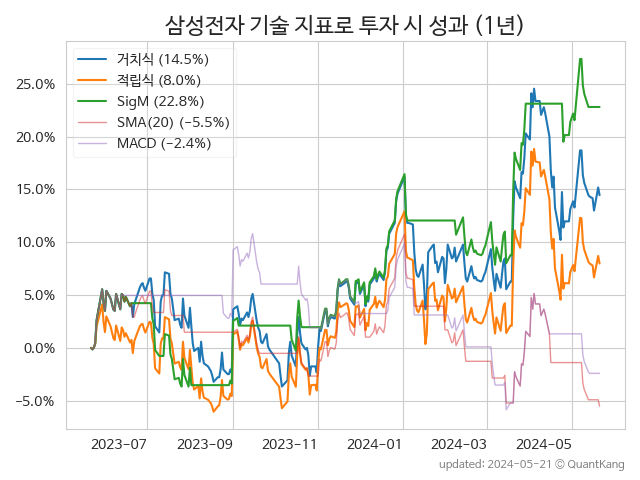 삼성전자 기술 지표로 투자 시 성과 (1년)
거치식 (14.5%)
적립식 (8.0%)
SigM (22.8%)
SMA(20) (−5.5%)
MACD (−2.4%)
25.0%
20.0%
15.0%
10.0%
5.0%
0.0%
−5.0%
2023-07 2023-09 2023-11 2024-01 2024-03 2024-05
updated: 2024-05-21 © QuantKang